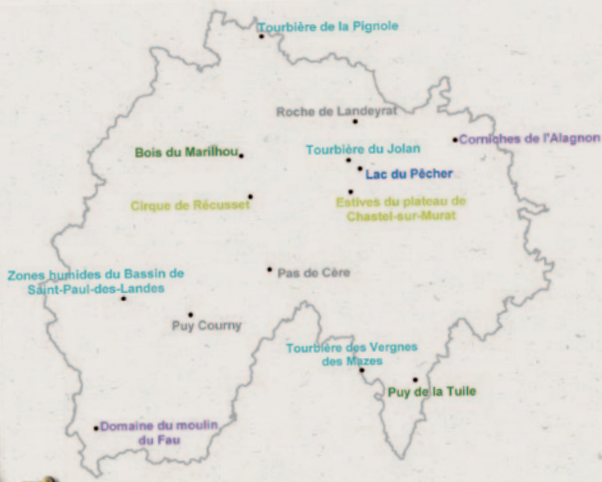 Tourbière de la Pignole
Roche de Landeyrat
Corniches de l'Alagnon
Bois du Marilhou
Tourbière du Jolan
Lac du Pêcher
Cirque de Récusset
Estives du plateau de
Chastel-sur-Murat
Zones humides du Bassin de
Saint-Paul-des-Landes
Pas de Cère
Puy Courny
Tourbière des Vergnes
des Mazes
Puy de la Tuile
Domaine du moulin
du Fau